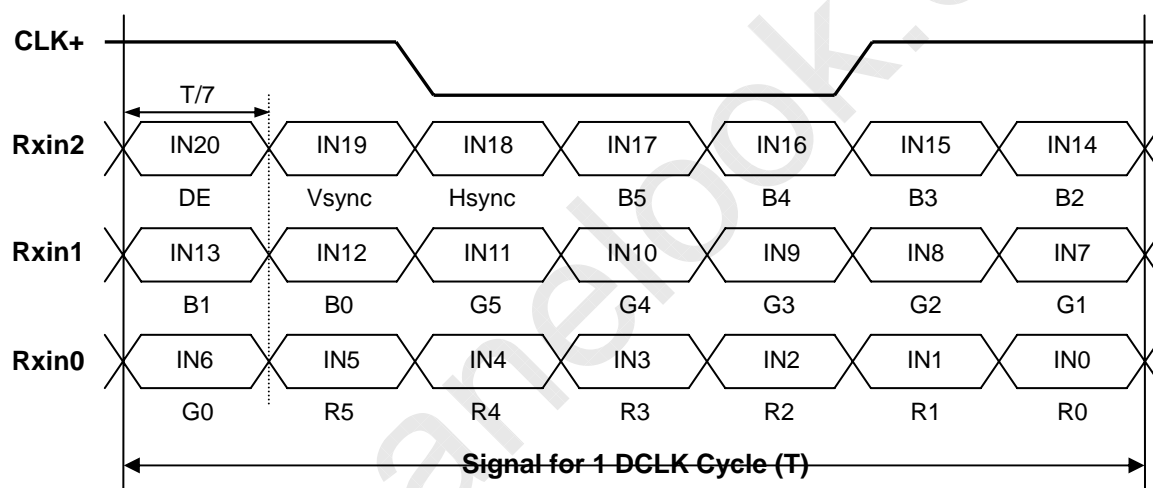 CLK+
T/7
Rxin2 IN20 IN19 IN18 IN17 IN16 IN15 IN14
DE Vsync Hsync B5 B4 B3 B2
Rxin1 IN13 IN12 IN11 IN10 IN9 IN8 IN7
B1 B0 G5 G4 G3 G2 G1
Rxin0 IN6 IN5 IN4 IN3 IN2 IN1 IN0
G0 R5 R4 R3 R2 R1 R0
Signal for 1 DCLK Cycle (T)
anelook.